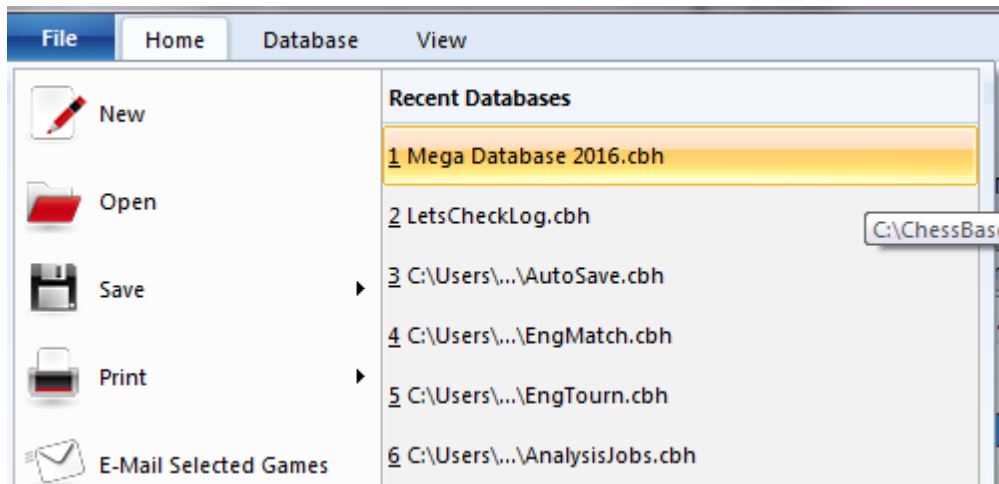 File Home Database View
New
Open
Save
Print
E-Mail Selected Games
Recent Databases
1 Mega Database 2016.cbh
2 LetsCheckLog.cbh
3 C:\Users\...\AutoSave.cbh
4 C:\Users\...\EngMatch.cbh
5 C:\Users\...\EngTourn.cbh
6 C:\Users\...\AnalysisJobs.cbh
C:\ChessBas